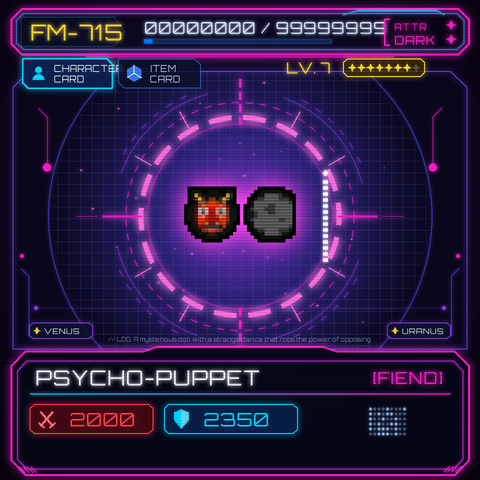 FM-715
00000000 / 99999999
ATTR
DARK
CHARACTER
CARD
ITEM
CARD
LV.7
VENUS
URANUS
// LOG: A mysterious doll with a strange dance that robs the power of opposing
PSYCHO-PUPPET
[FIEND]
2000
2350